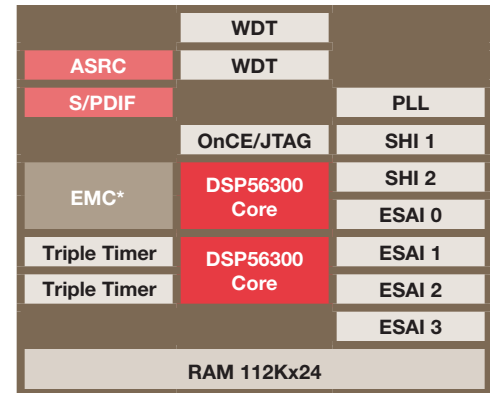 WDT
ASRC
WDT
S/PDIF
PLL
OnCE/JTAG
SHI 1
EMC*
DSP56300
Core
SHI 2
ESAI 0
Triple Timer
DSP56300
Core
ESAI 1
Triple Timer
ESAI 2
ESAI 3
RAM 112Kx24